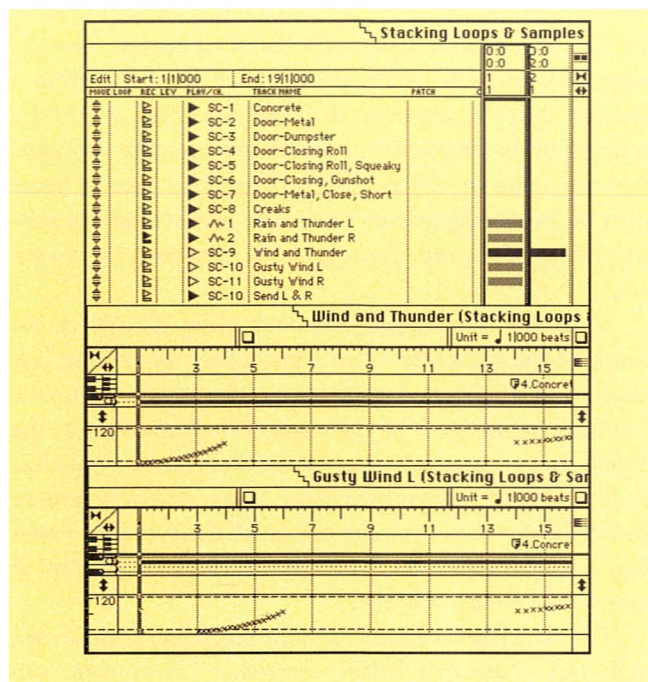 Stacking Loops & Samples
0:0 0:0
0:0 2:0
Edit Start: 1|1|000 End: 19|1|000 1 2
MOVE LOOP REC LEV PLAY/CH. TRACK NAME PATCH C 1 1
SC-1 Concrete
SC-2 Door-Metal
SC-3 Door-Dumpster
SC-4 Door-Closing Roll
SC-5 Door-Closing Roll, Squeaky
SC-6 Door-Closing, Gunshot
SC-7 Door-Metal, Close, Short
SC-8 Creaks
1 Rain and Thunder L
2 Rain and Thunder R
SC-9 Wind and Thunder
SC-10 Gusty Wind L
SC-11 Gusty Wind R
SC-10 Send L & R
Wind and Thunder (Stacking Loops &
Unit = ♩ 1|000 beats
3 5 7 9 11 13 15
4.Concret
120
Gusty Wind L (Stacking Loops & Sar
Unit = ♩ 1|000 beats
3 5 7 9 11 13 15
4.Concre
120